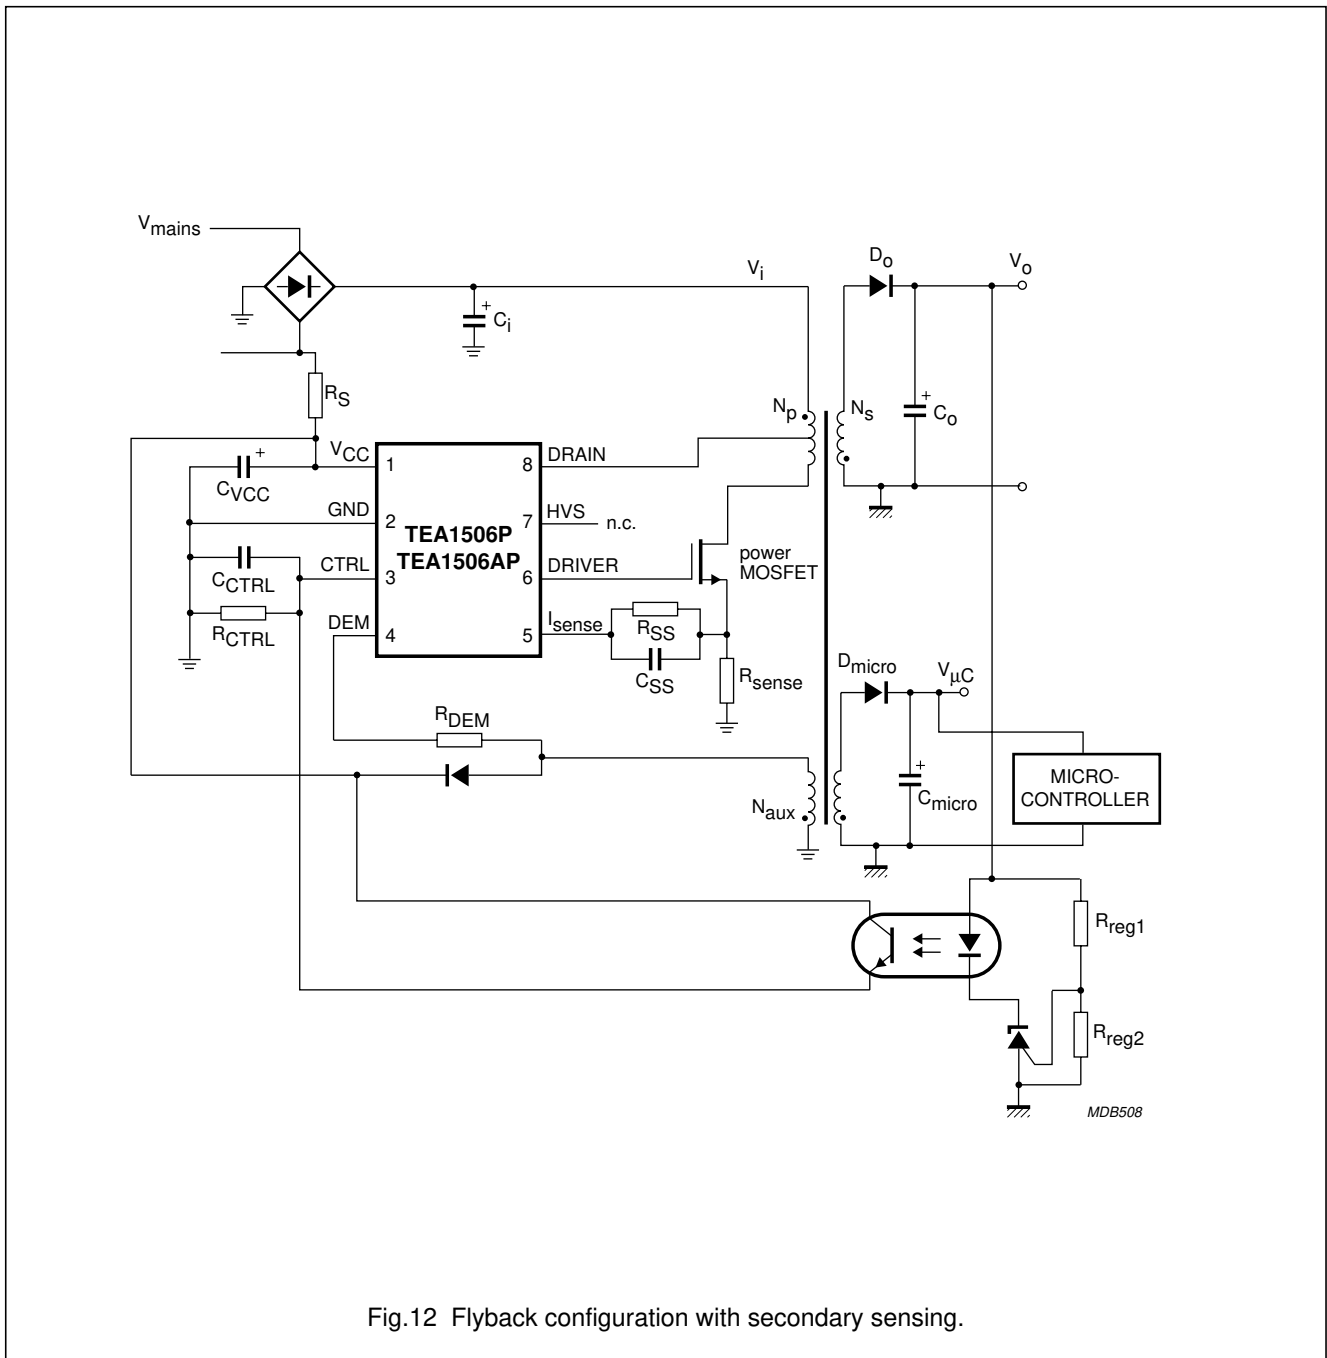 Vmains
Do
Vo
Vi
+
Ci
RS
Np
Ns
+
Co
VCC
+
CVCC
1
8
DRAIN
GND
2
7
HVS
n.c.
TEA1506P
TEA1506AP
CCTRL
CTRL
3
6
DRIVER
power
MOSFET
RCTRL
DEM
4
5
Isense
RSS
CSS
Rsense
Dmicro
VμC
RDEM
+
Cmicro
MICRO-
CONTROLLER
Naux
Rreg1
Rreg2
MDB508
Fig.12 Flyback configuration with secondary sensing.